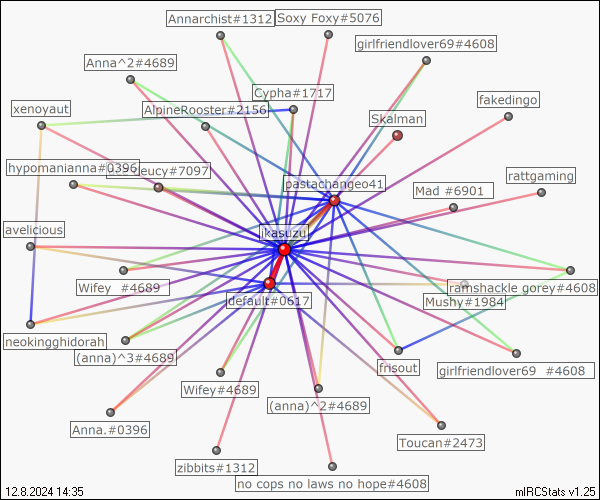 Annarchist#1312
Soxy Foxy#5076
girlfriendlover69#4608
Anna^2#4689
Cypha#1717
fakedingo
xenoyaut
AlpineRooster#2156
Skalman
hypomanianna#0396
leucy#7097
pastachangeo41
Mad #6901
rattgaming
avelicious
ikasuzu
Wifey #4689
default#0617
ramshackle gorey#4608
Mushy#1984
neokingghidorah
(anna)^3#4689
frisout
girlfriendlover69 #4608
Wifey#4689
(anna)^2#4689
Anna.#0396
Toucan#2473
zibbits#1312
no cops no laws no hope#4608
12.8.2024 14:35
mIRCStats v1.25